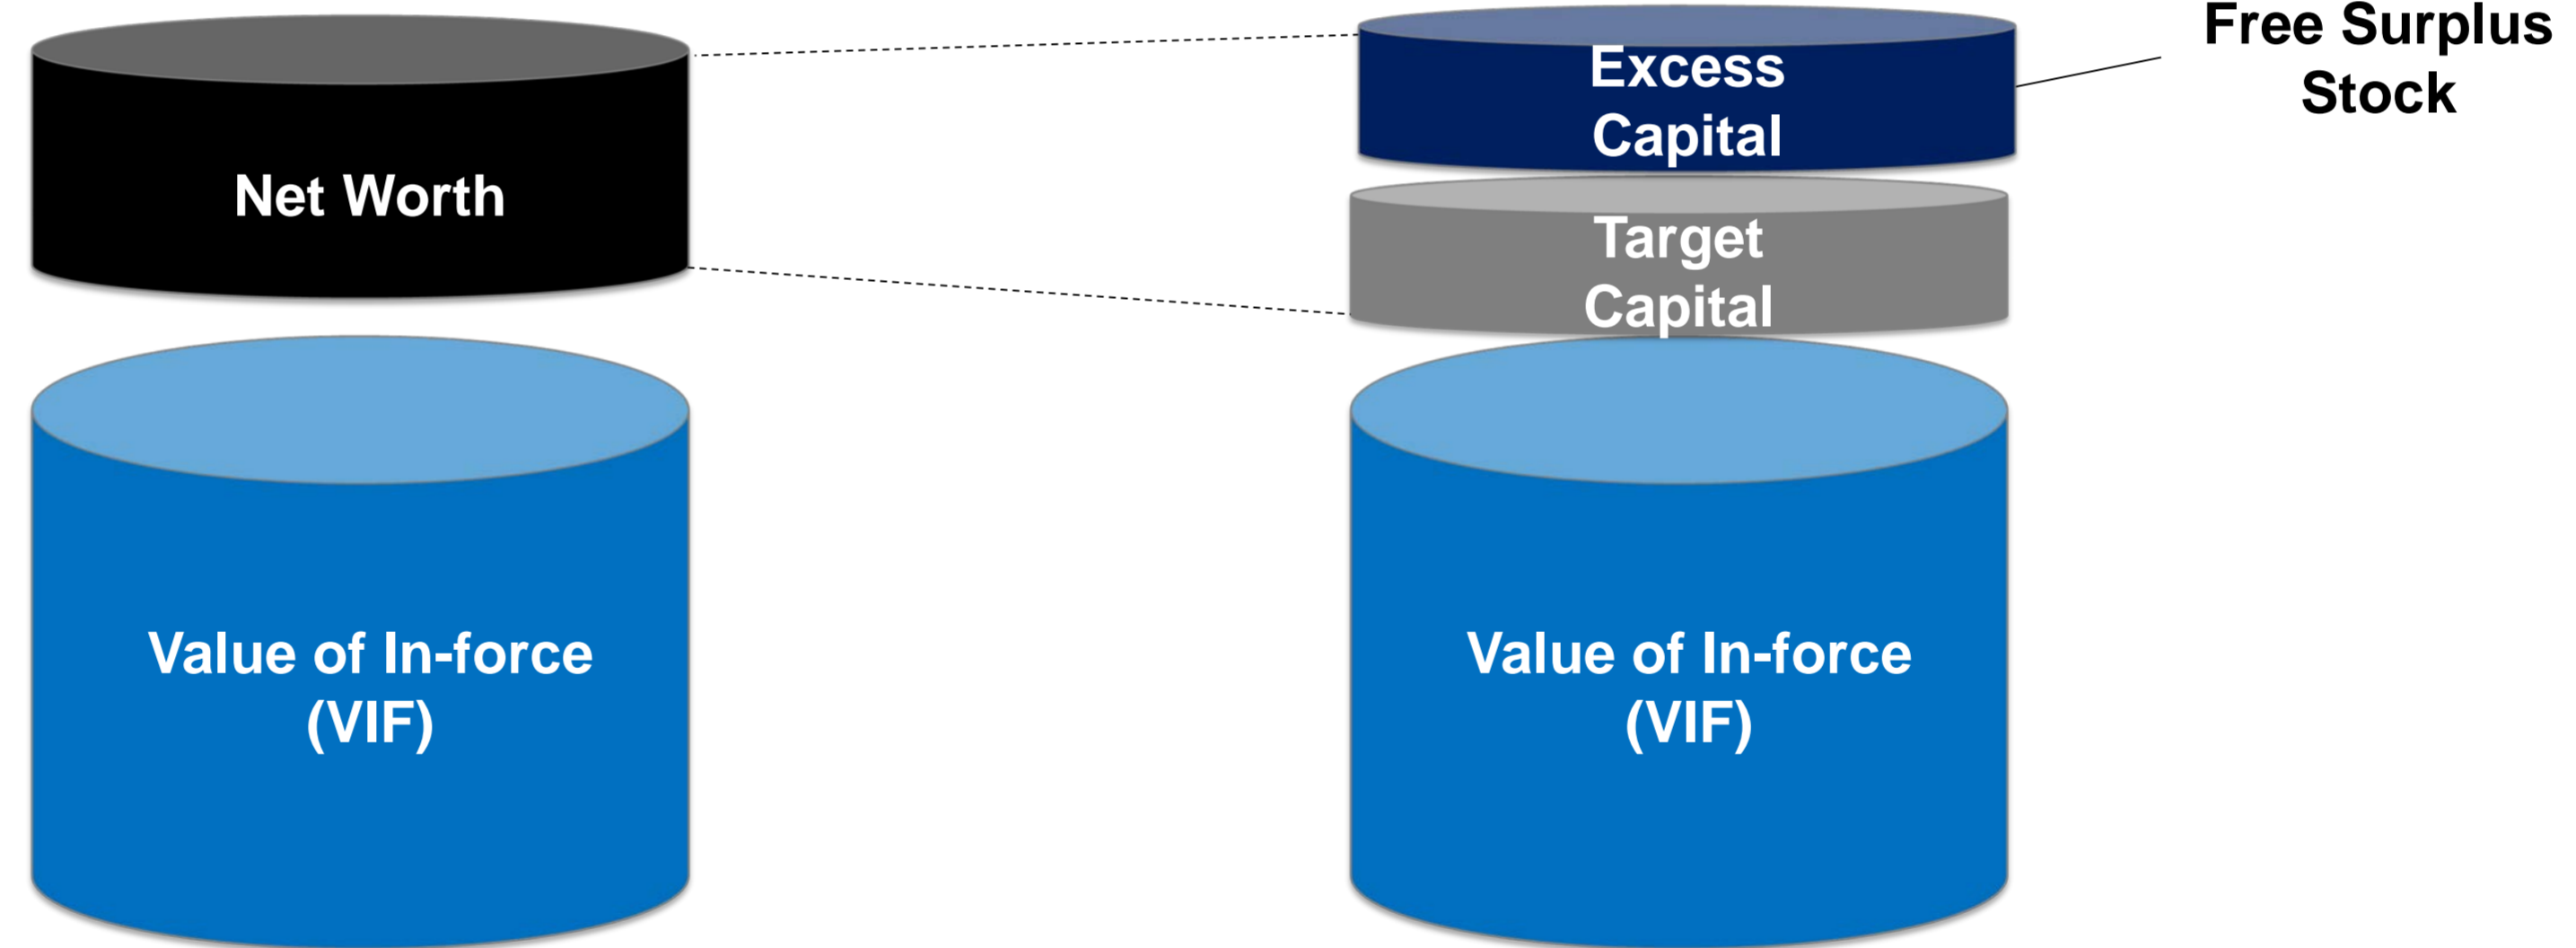 Net Worth
Value of In-force
(VIF)
Excess
Capital
Target
Capital
Value of In-force
(VIF)
Free Surplus
Stock